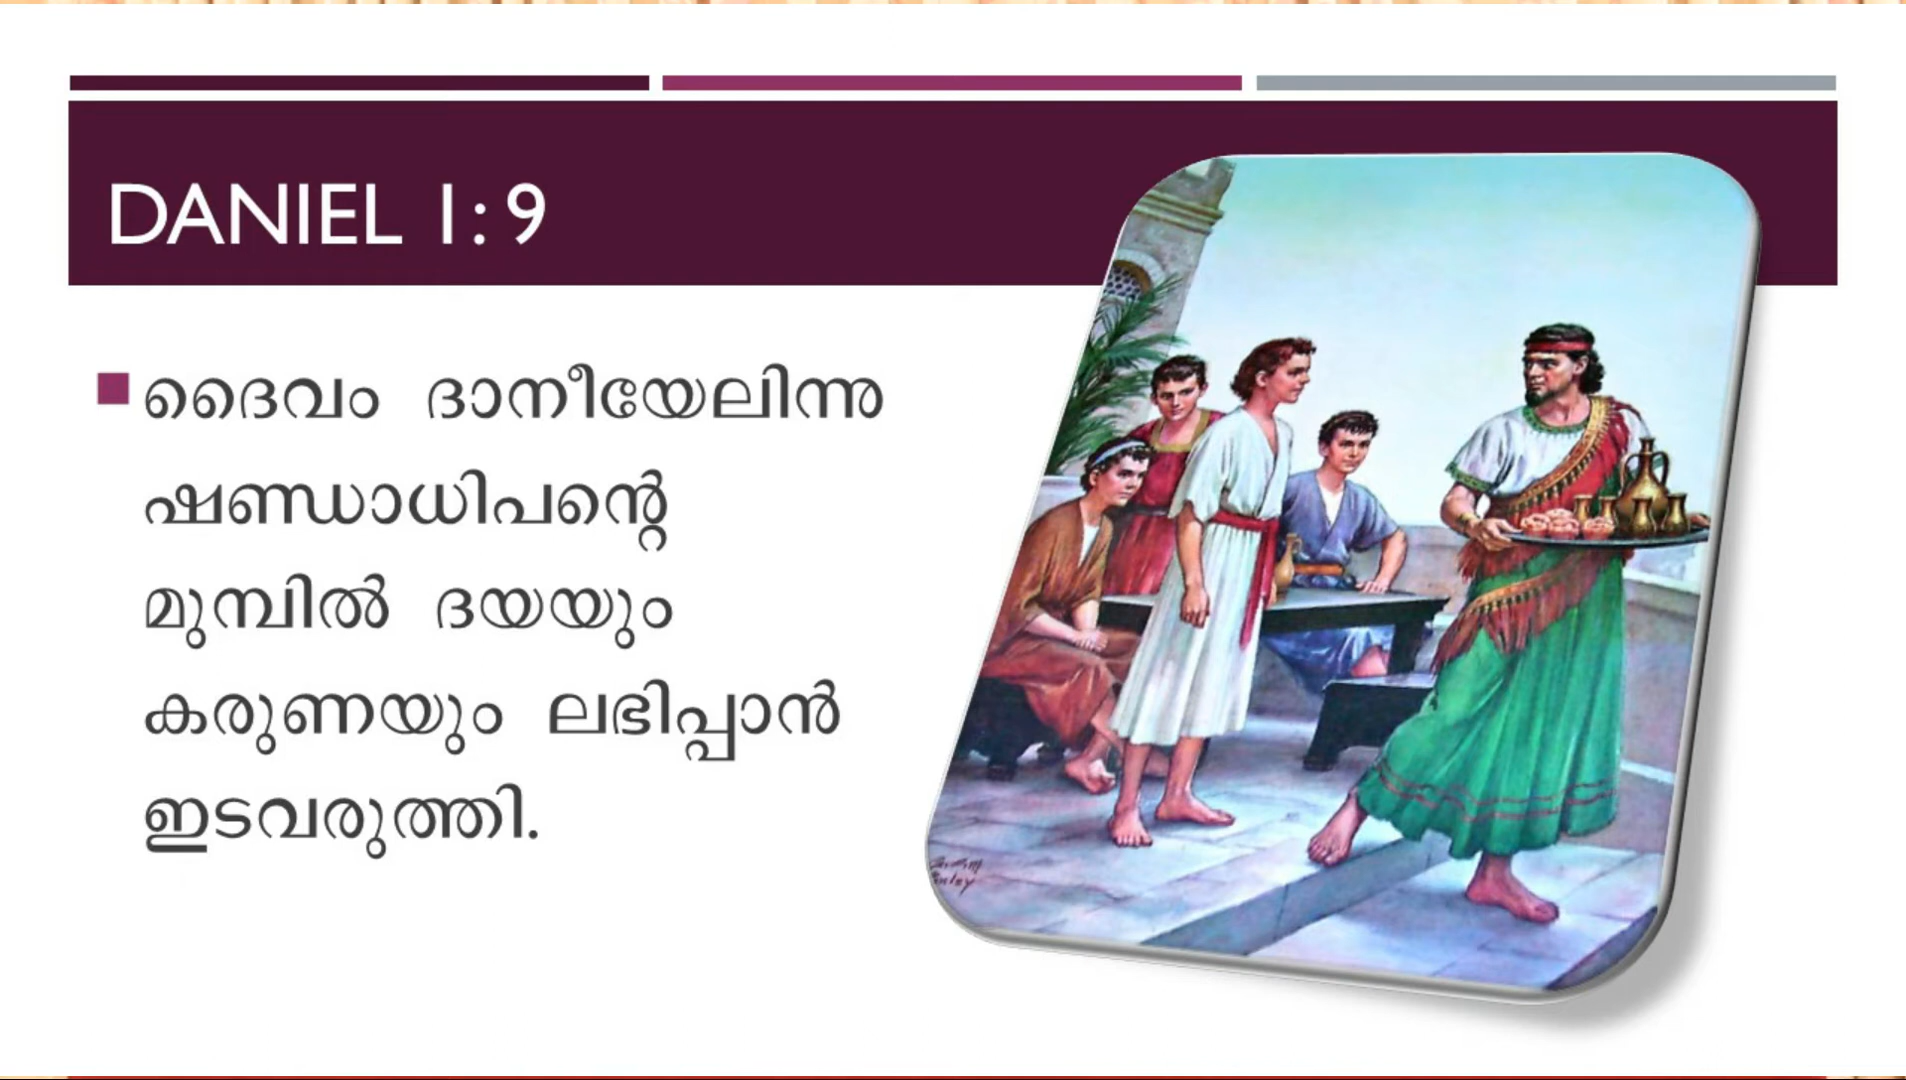 DANIEL 1:9
ദൈവം ദാനീയേലിന്നു
ഷണ്ഡാധിപന്റെ
മുമ്പിൽ ദയയും
കരുണയും ലഭിപ്പാൻ
ഇടവരുത്തി.